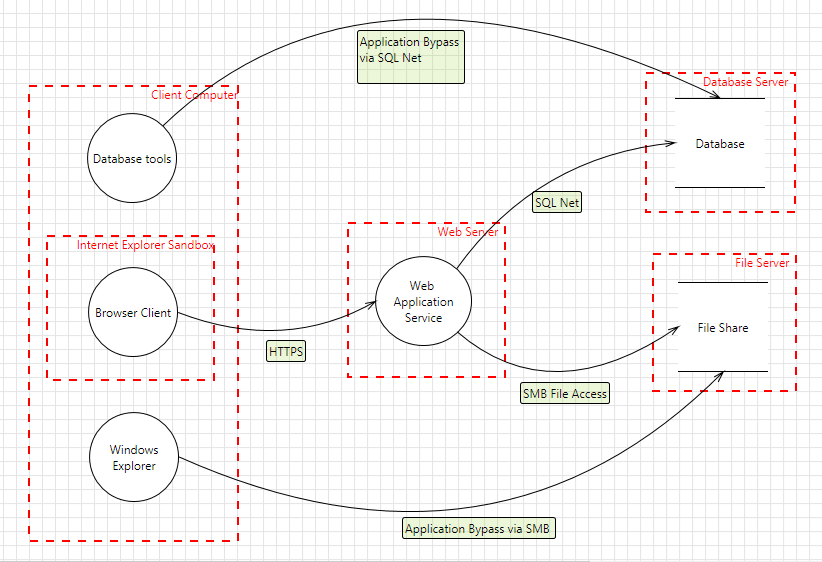 Application Bypass
via SQL Net
Database Server
Client Computer
Database tools
Database
SQL Net
Internet Explorer Sandbox
Web Server
File Server
Browser Client
Web
Application
Service
File Share
HTTPS
SMB File Access
Windows
Explorer
Application Bypass via SMB